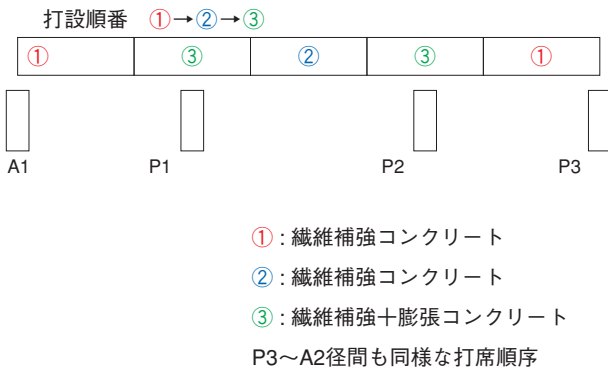 打設順番 ①→②→③
① ③ ② ③ ①
A1 P1 P2 P3
①：繊維補強コンクリート
②：繊維補強コンクリート
③：繊維補強＋膨張コンクリート
P3〜A2径間も同様な打席順序